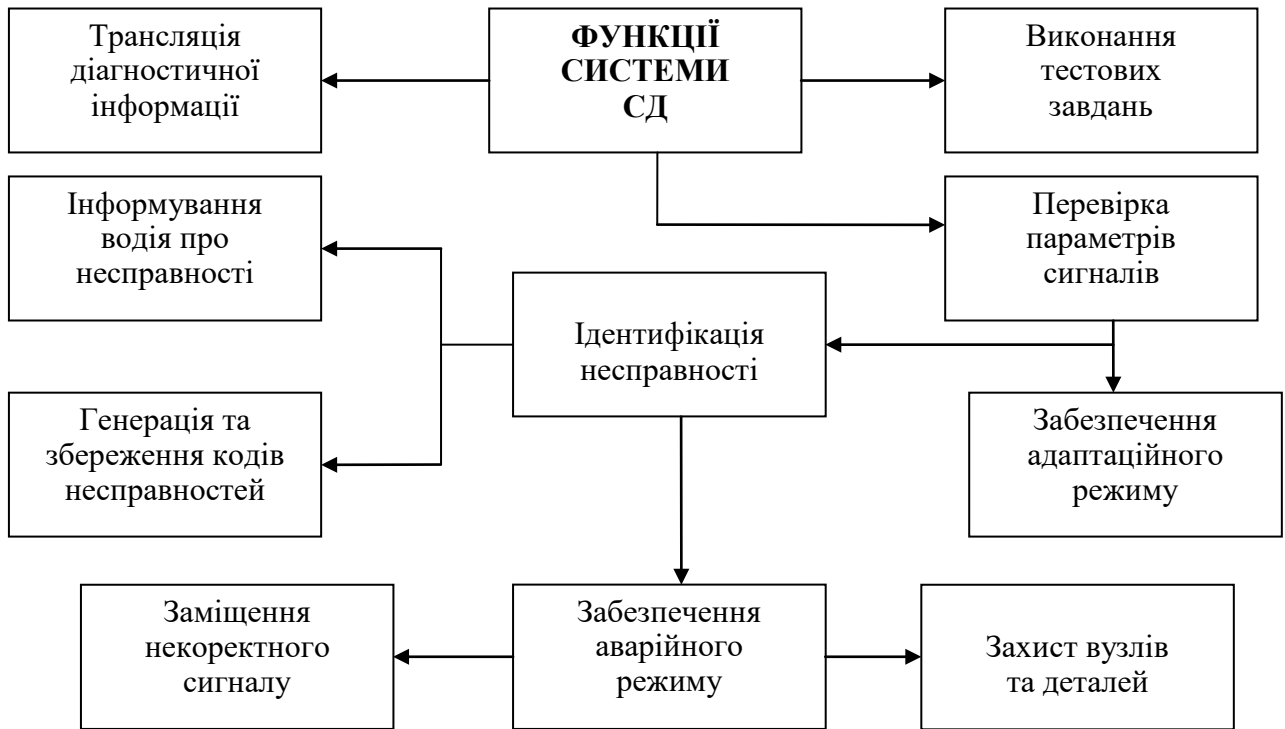 Трансляція
діагностичної
інформації
ФУНКЦІЇ
СИСТЕМИ
СД
Виконання
тестових
завдань
Інформування
водія про
несправності
Перевірка
параметрів
сигналів
Ідентифікація
несправності
Генерація та
збереження кодів
несправностей
Забезпечення
адаптаційного
режиму
Заміщення
некоректного
сигналу
Забезпечення
аварійного
режиму
Захист вузлів
та деталей